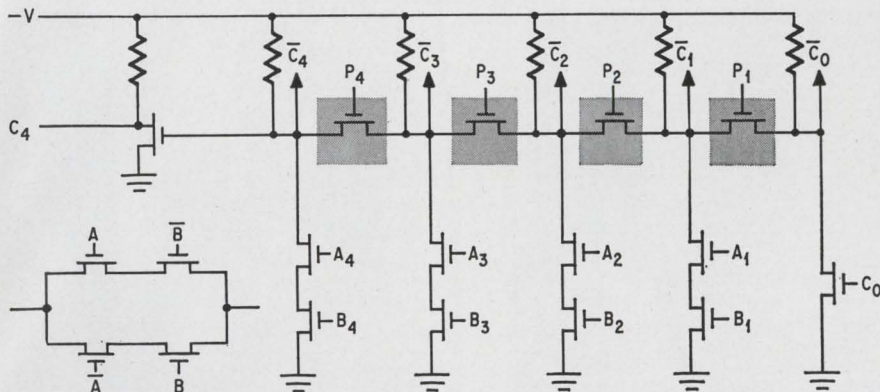 −V
C̅4 C̅3 C̅2 C̅1 C̅0
P4 P3 P2 P1
C4
A B̅
A4 A3 A2 A1
C0
B4 B3 B2 B1
A̅ B